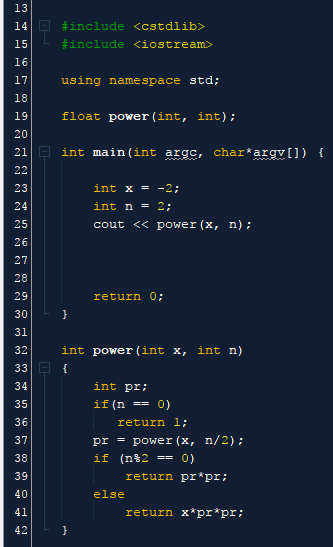 13
14 #include <cstdlib>
15 #include <iostream>
16
17 using namespace std;
18
19 float power(int, int);
20
21 int main(int argc, char*argv[]) {
22
23 int x = -2;
24 int n = 2;
25 cout << power(x, n);
26
27
28
29 return 0;
30 }
31
32 int power(int x, int n)
33 {
34 int pr;
35 if(n == 0)
36 return 1;
37 pr = power(x, n/2);
38 if (n%2 == 0)
39 return pr*pr;
40 else
41 return x*pr*pr;
42 }